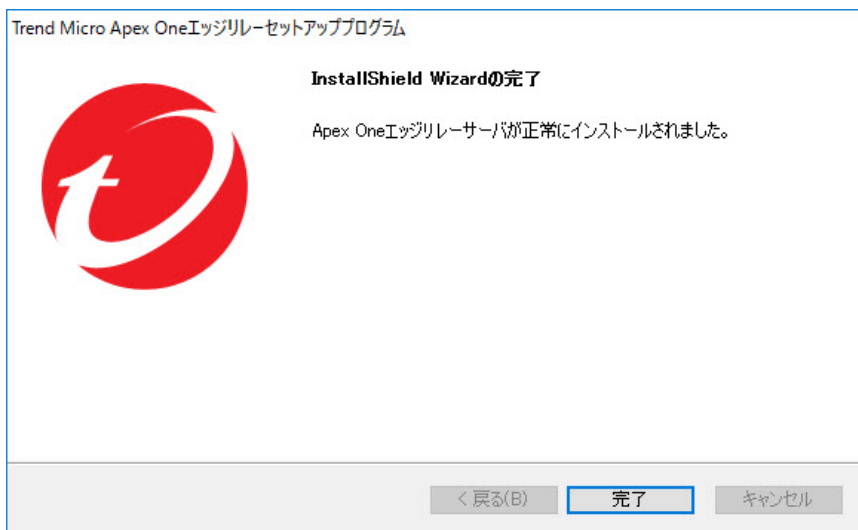 Trend Micro Apex Oneエッジリレーセットアッププログラム
InstallShield Wizardの完了
Apex Oneエッジリレーサーバが正常にインストールされました。
< 戻る(B)
完了
キャンセル